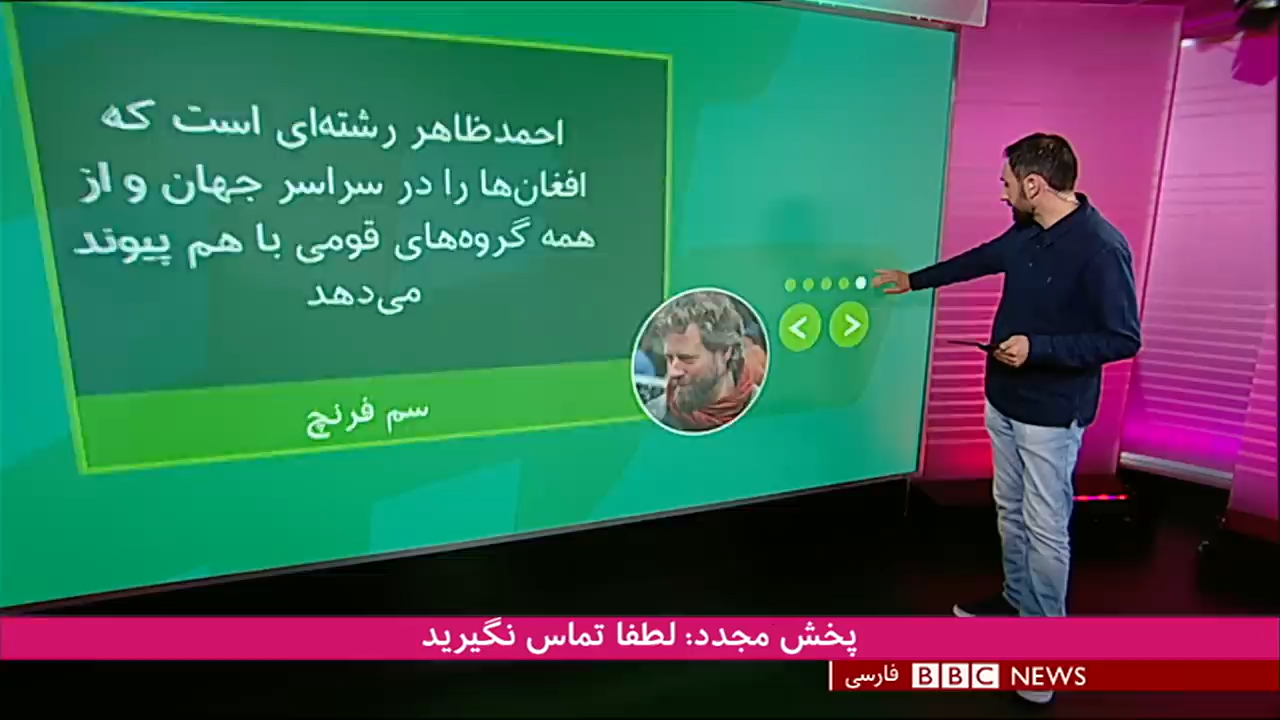 احمدظاهر رشته‌ای است که
افغان‌ها را در سراسر جهان و از
همه گروه‌های قومی با هم پیوند
می‌دهد
سم فرنچ
پخش مجدد: لطفا تماس نگیرید
BBC NEWS فارسی